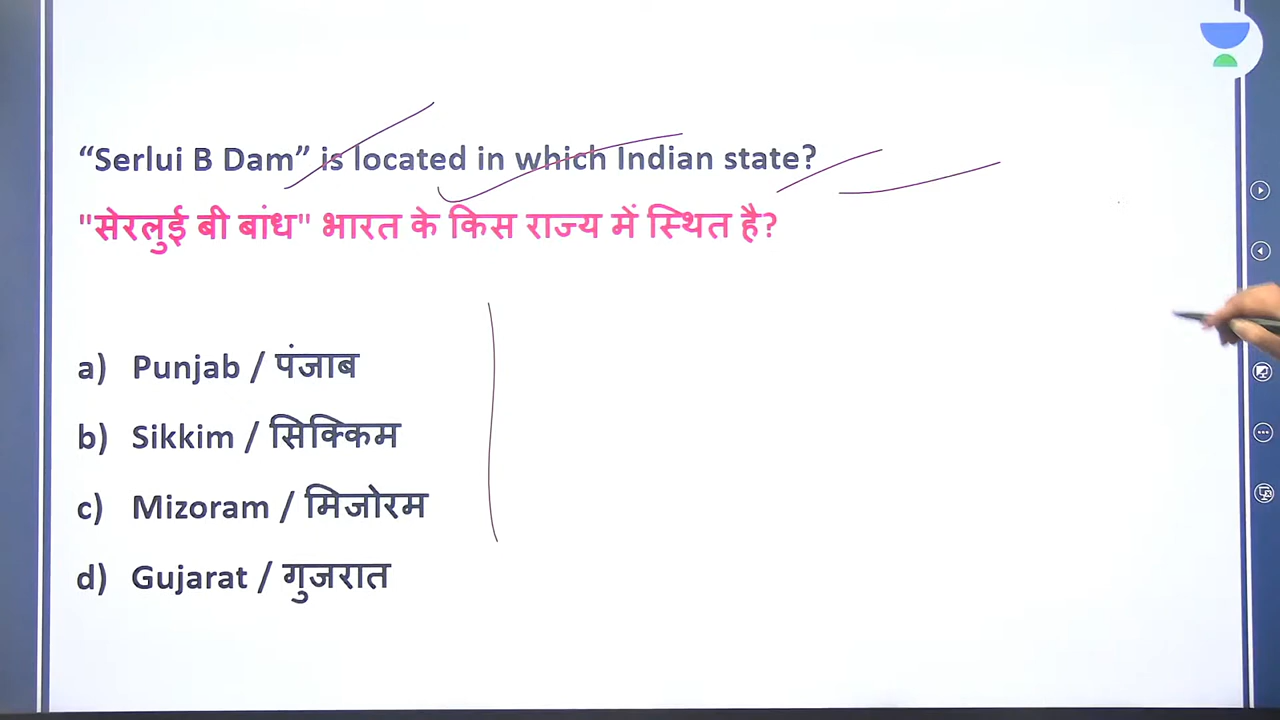 “Serlui B Dam” is located in which Indian state?
"सेरलुई बी बांध" भारत के किस राज्य में स्थित है?
a) Punjab / पंजाब
b) Sikkim / सिक्किम
c) Mizoram / मिजोरम
d) Gujarat / गुजरात